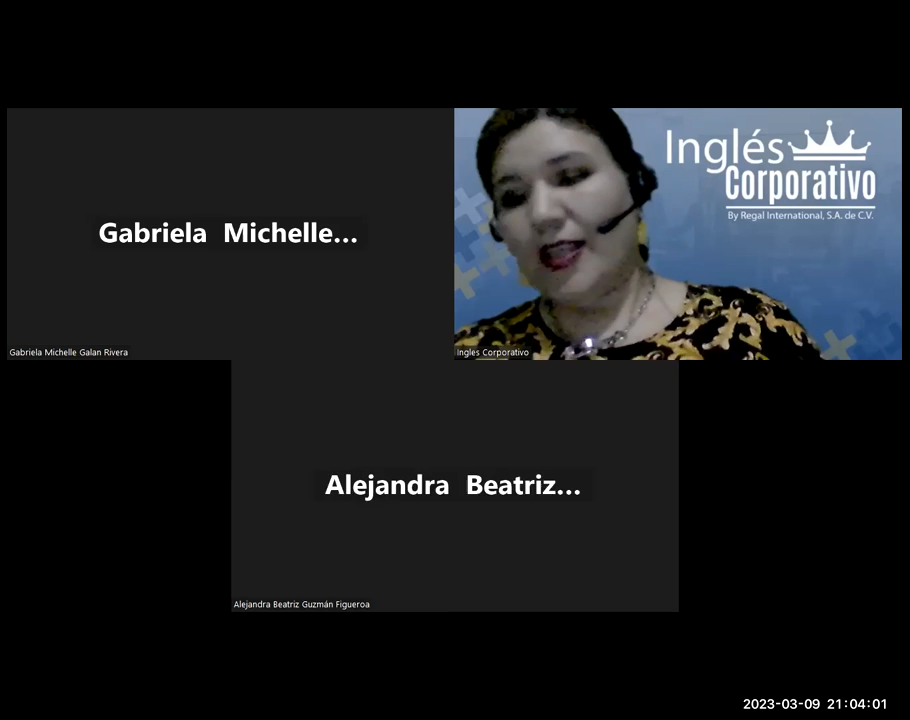 Gabriela Michelle...
Gabriela Michelle Galan Rivera
Inglés
Corporativo
By Regal International, S.A. de C.V.
Ingles Corporativo
Alejandra Beatriz...
Alejandra Beatriz Guzmán Figueroa
2023-03-09 21:04:01